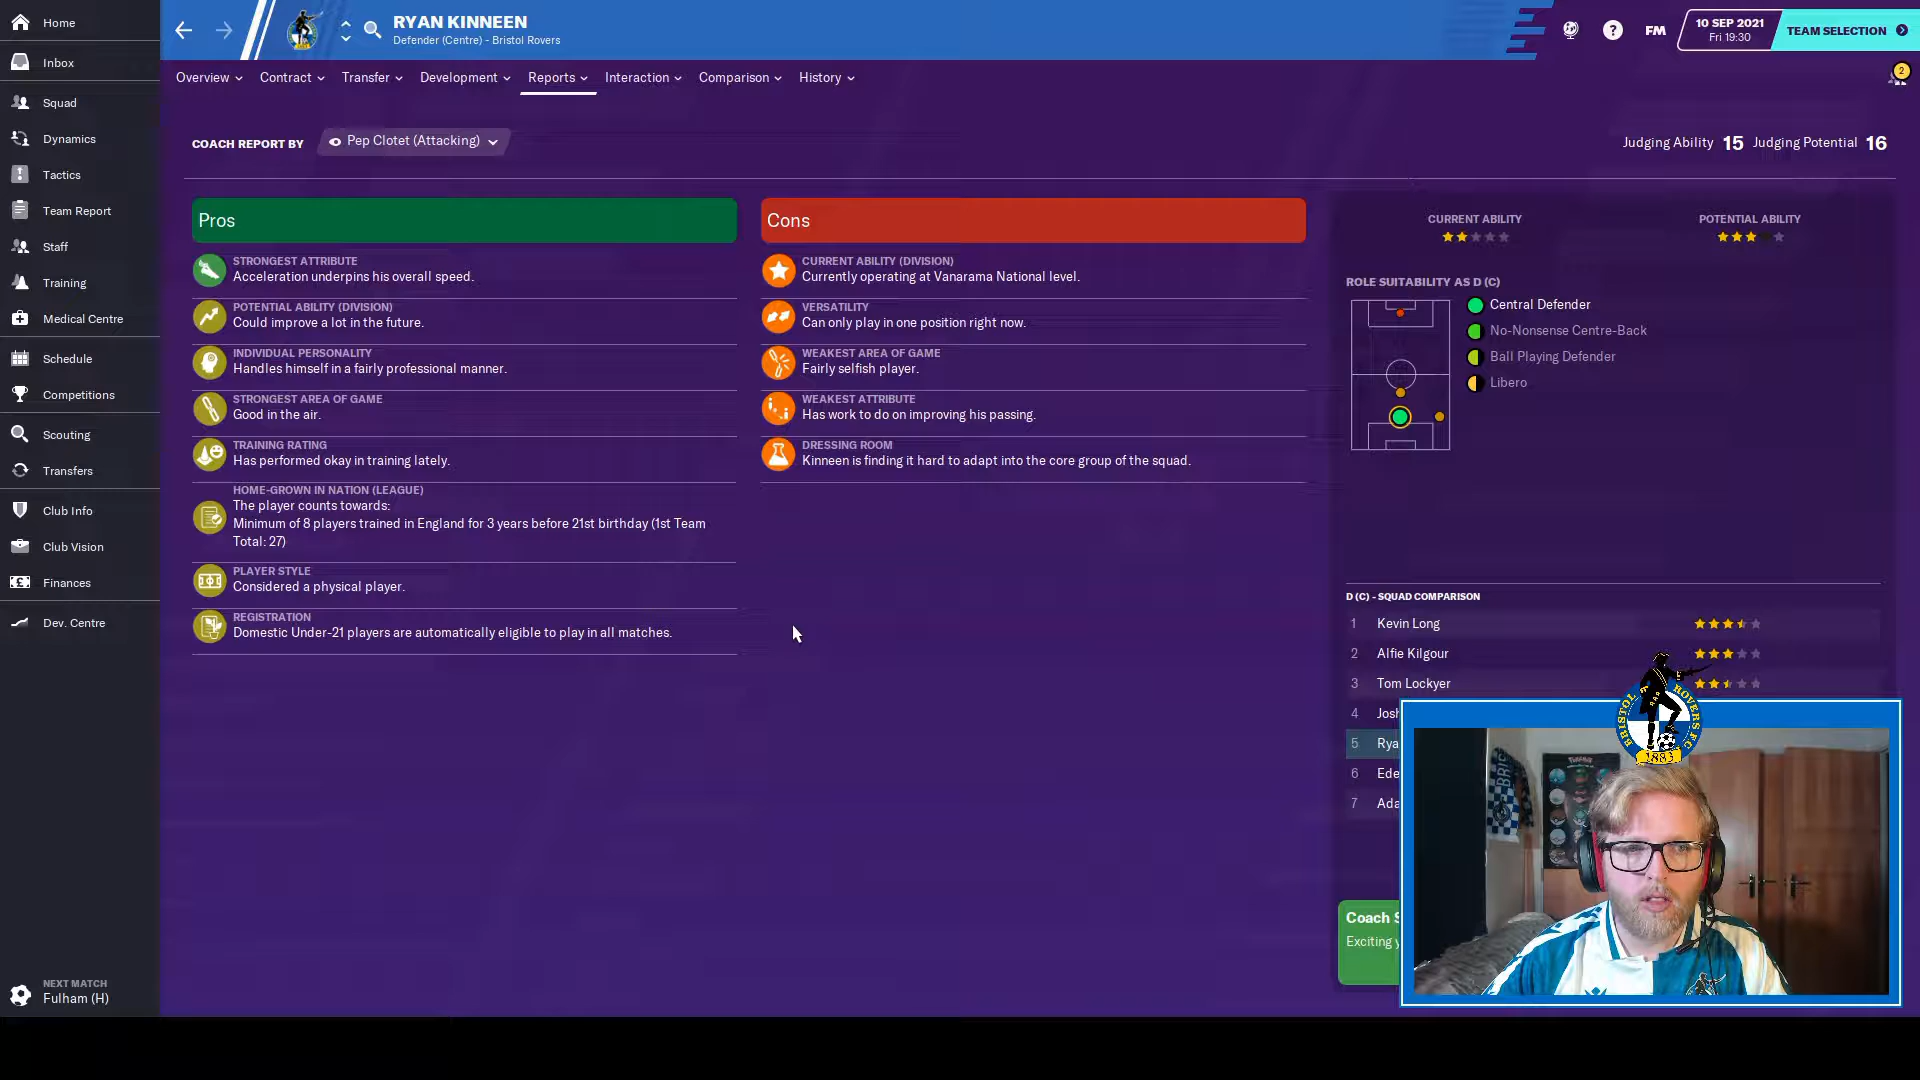 Home
Inbox
Squad
Dynamics
Tactics
Team Report
Staff
Training
Medical Centre
Schedule
Competitions
Scouting
Transfers
Club Info
Club Vision
Finances
Dev. Centre
NEXT MATCH
Fulham (H)
RYAN KINNEEN
Defender (Centre) - Bristol Rovers
?
FM
10 SEP 2021
Fri 19:30
TEAM SELECTION
2
Overview
Contract
Transfer
Development
Reports
Interaction
Comparison
History
COACH REPORT BY
Pep Clotet (Attacking)
Judging Ability 15 Judging Potential 16
Pros
STRONGEST ATTRIBUTE
Acceleration underpins his overall speed.
POTENTIAL ABILITY (DIVISION)
Could improve a lot in the future.
INDIVIDUAL PERSONALITY
Handles himself in a fairly professional manner.
STRONGEST AREA OF GAME
Good in the air.
TRAINING RATING
Has performed okay in training lately.
HOME-GROWN IN NATION (LEAGUE)
The player counts towards:
Minimum of 8 players trained in England for 3 years before 21st birthday (1st Team
Total: 27)
PLAYER STYLE
Considered a physical player.
REGISTRATION
Domestic Under-21 players are automatically eligible to play in all matches.
Cons
CURRENT ABILITY (DIVISION)
Currently operating at Vanarama National level.
VERSATILITY
Can only play in one position right now.
WEAKEST AREA OF GAME
Fairly selfish player.
WEAKEST ATTRIBUTE
Has work to do on improving his passing.
DRESSING ROOM
Kinneen is finding it hard to adapt into the core group of the squad.
CURRENT ABILITY
POTENTIAL ABILITY
ROLE SUITABILITY AS D (C)
Central Defender
No-Nonsense Centre-Back
Ball Playing Defender
Libero
D (C) - SQUAD COMPARISON
1 Kevin Long
2 Alfie Kilgour
3 Tom Lockyer
4 Josh
5 Rya
6 Ede
7 Ada
Coach S
Exciting y
BRISTOL ROVERS F.C.
1883